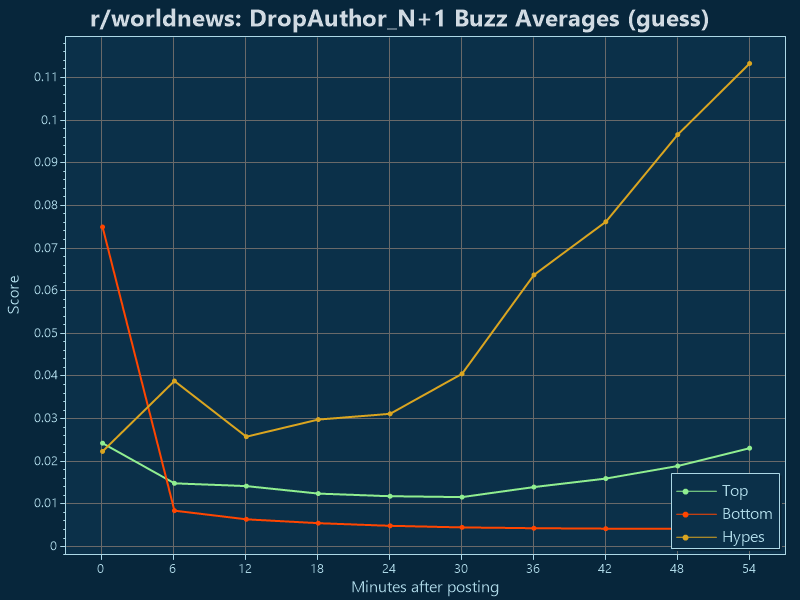 r/worldnews: DropAuthor_N+1 Buzz Averages (guess)
Score
0.11
0.1
0.09
0.08
0.07
0.06
0.05
0.04
0.03
0.02
0.01
0
Top
Bottom
Hypes
0 6 12 18 24 30 36 42 48 54
Minutes after posting